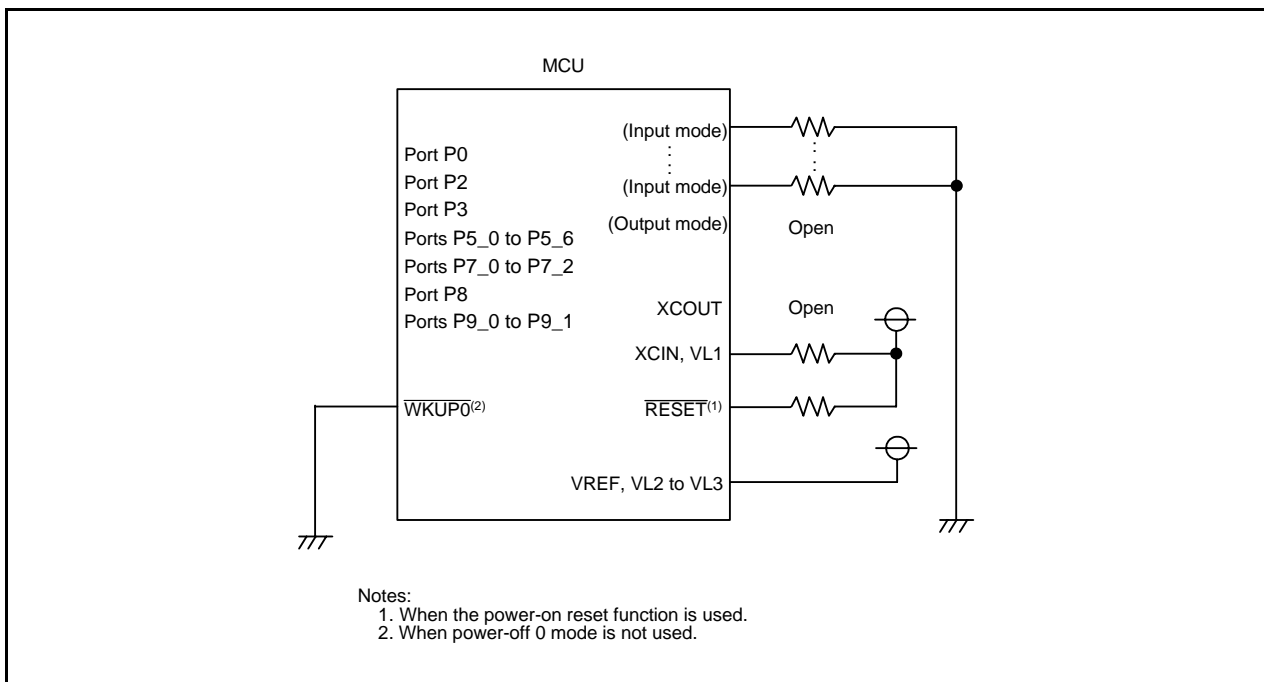 MCU
(Input mode)
Port P0
Port P2
(Input mode)
Port P3
(Output mode)
Open
Ports P5_0 to P5_6
Ports P7_0 to P7_2
Port P8
XCOUT
Open
Ports P9_0 to P9_1
XCIN, VL1
WKUP0(2)
RESET(1)
VREF, VL2 to VL3
Notes:
1. When the power-on reset function is used.
2. When power-off 0 mode is not used.